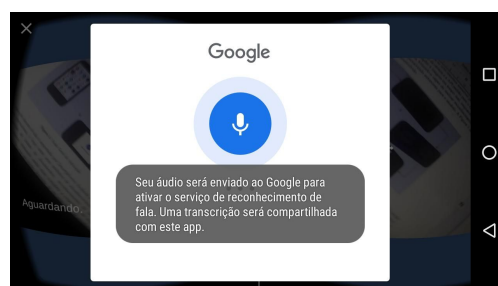 Google
Seu áudio será enviado ao Google para
ativar o serviço de reconhecimento de
fala. Uma transcrição será compartilhada
com este app.
Aguardando..